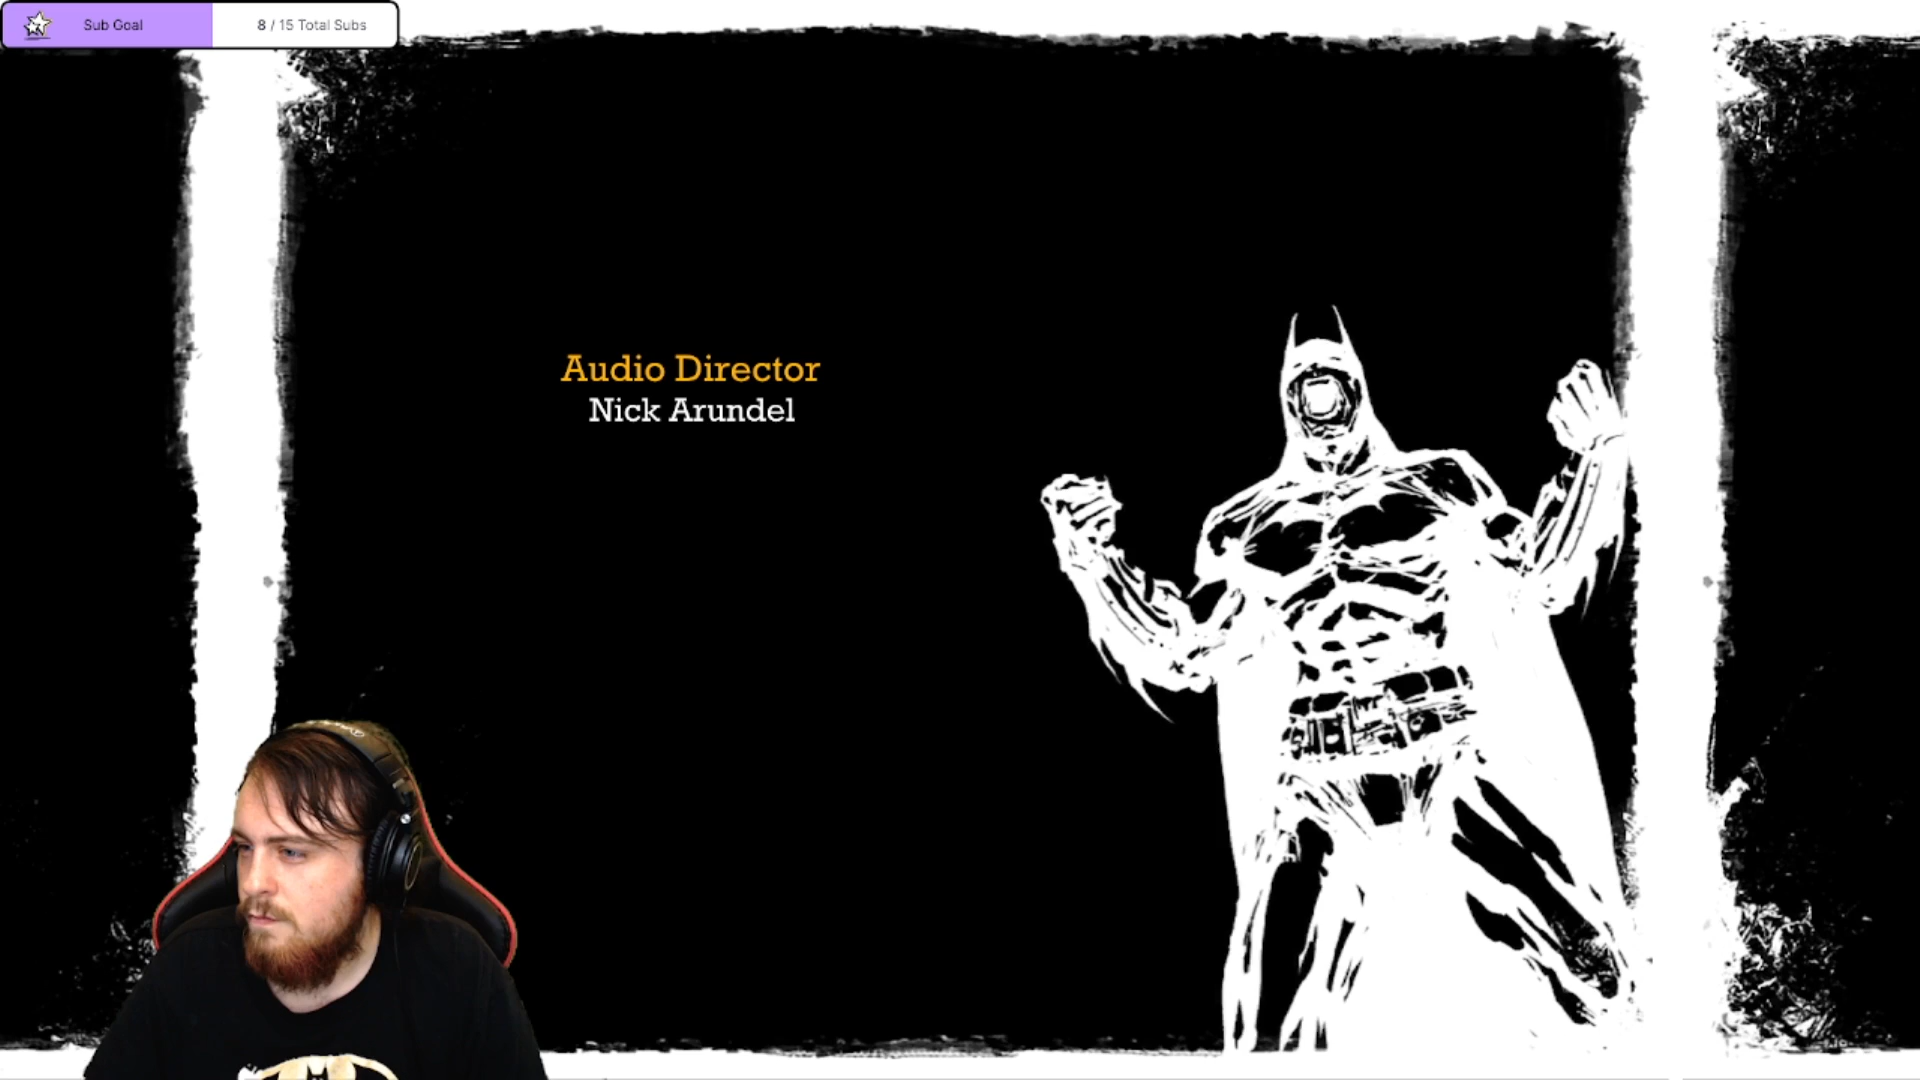 Sub Goal
8 / 15 Total Subs
Audio Director
Nick Arundel